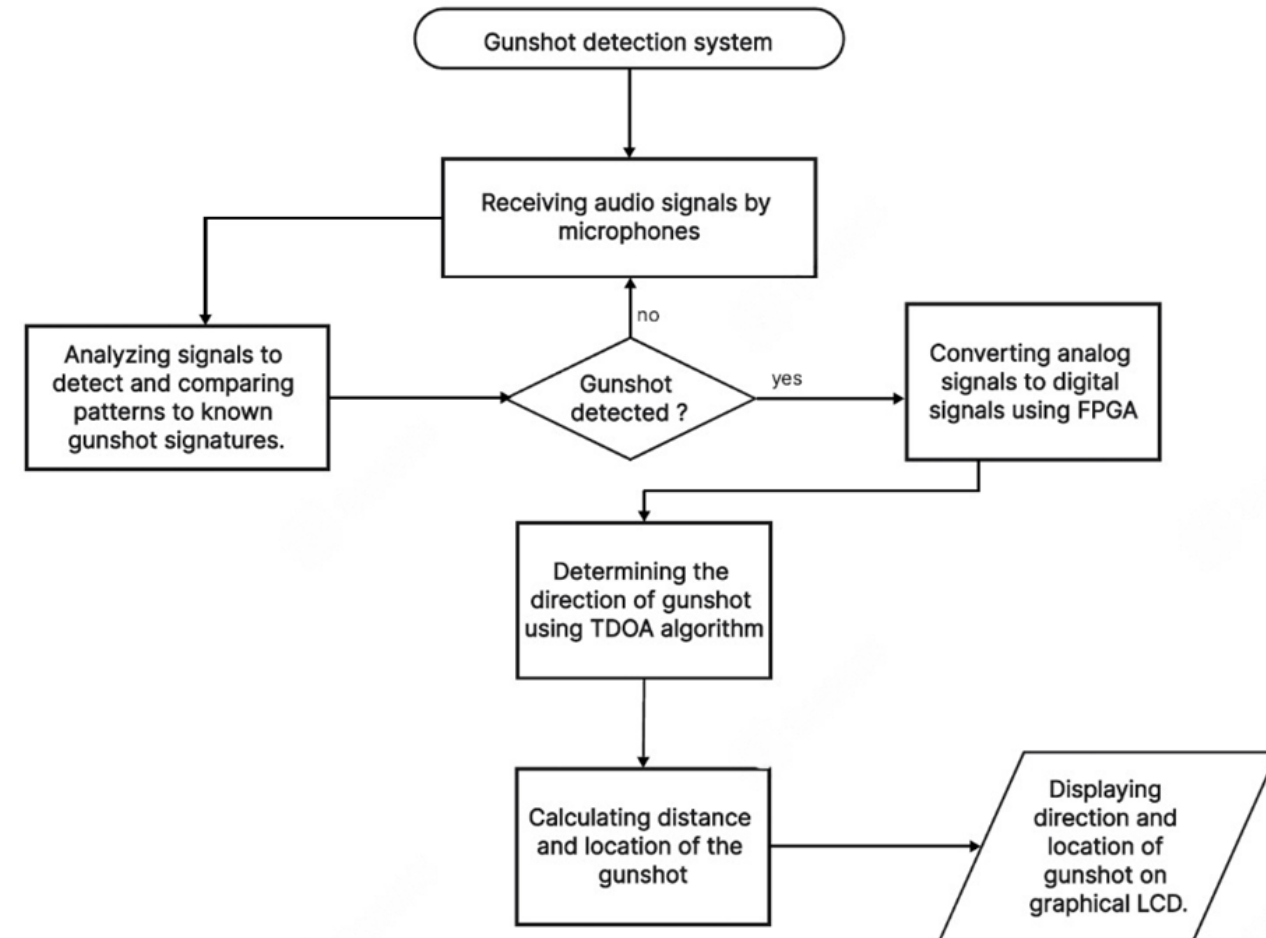 Gunshot detection system
Receiving audio signals by
microphones
no
Analyzing signals to
detect and comparing
patterns to known
gunshot signatures.
Gunshot
detected ?
yes
Converting analog
signals to digital
signals using FPGA
Determining the
direction of gunshot
using TDOA algorithm
Calculating distance
and location of the
gunshot
Displaying
direction and
location of
gunshot on
graphical LCD.